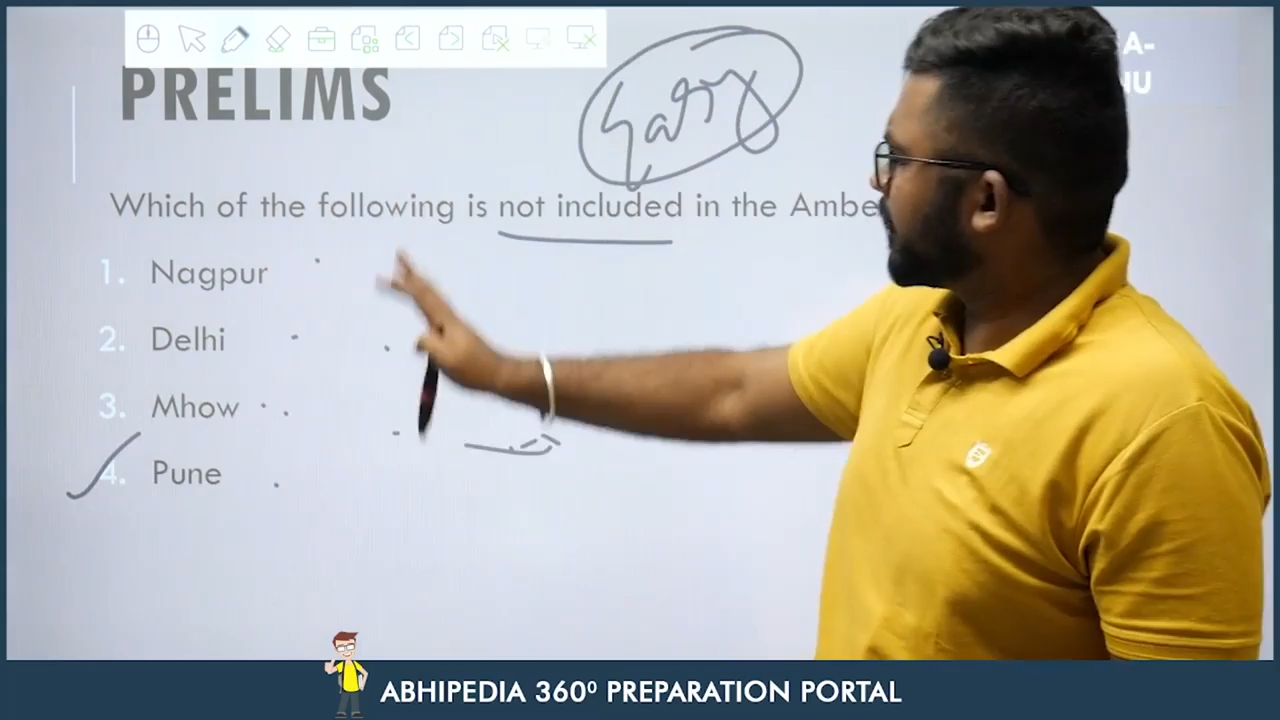 A-
NU
PRELIMS
Which of the following is not included in the Ambe
1. Nagpur
2. Delhi
3. Mhow
4. Pune
ABHIPEDIA 360⁰ PREPARATION PORTAL